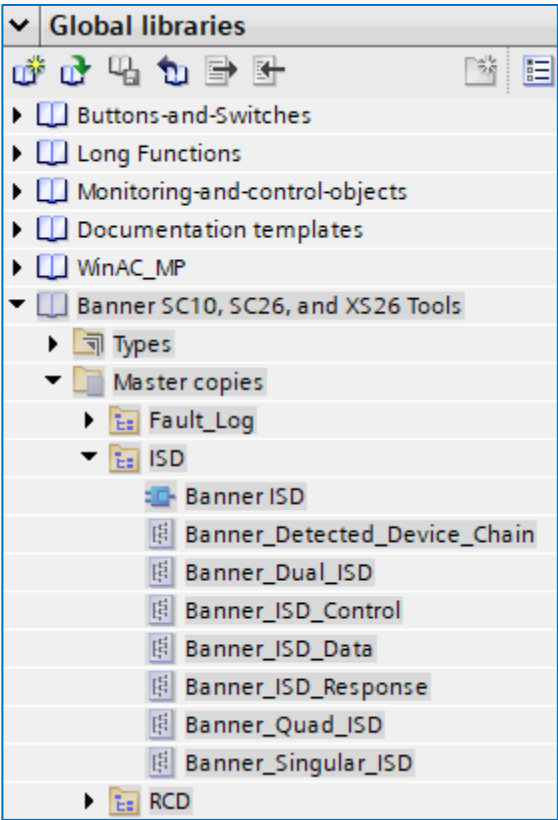 Global libraries
Buttons-and-Switches
Long Functions
Monitoring-and-control-objects
Documentation templates
WinAC_MP
Banner SC10, SC26, and XS26 Tools
Types
Master copies
Fault_Log
ISD
Banner ISD
Banner_Detected_Device_Chain
Banner_Dual_ISD
Banner_ISD_Control
Banner_ISD_Data
Banner_ISD_Response
Banner_Quad_ISD
Banner_Singular_ISD
RCD